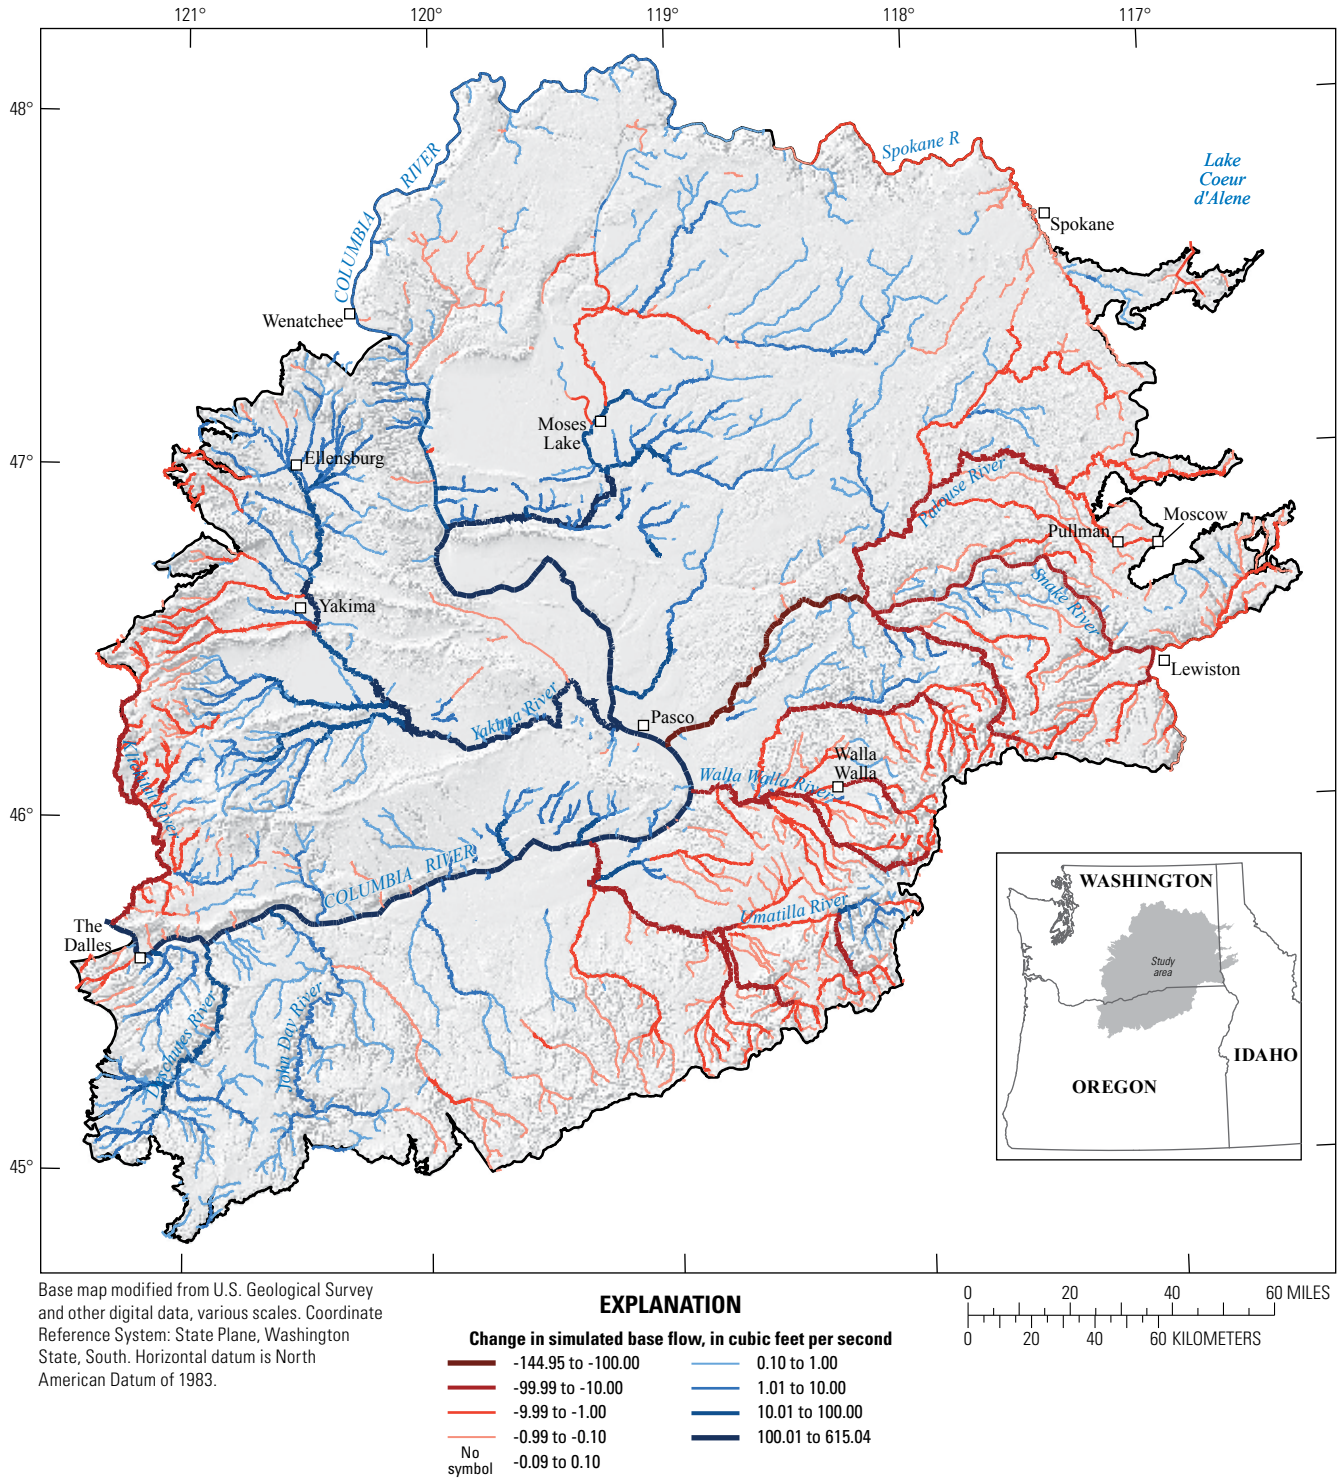 121°
120°
119°
118°
117°
48°
47°
46°
45°
Spokane R
Lake
Coeur
d'Alene
COLUMBIA RIVER
Spokane
Wenatchee
Moses
Lake
Ellensburg
Palouse River
Pullman
Moscow
Snake River
Yakima
Lewiston
Yakima River
Pasco
Klickitat River
Walla
Walla
Walla Walla River
COLUMBIA RIVER
Umatilla River
The
Dalles
Deschutes River
John Day River
WASHINGTON
Study
area
IDAHO
OREGON
Base map modified from U.S. Geological Survey
and other digital data, various scales. Coordinate
Reference System: State Plane, Washington
State, South. Horizontal datum is North
American Datum of 1983.
0 20 40 60 MILES
0 20 40 60 KILOMETERS
EXPLANATION
Change in simulated base flow, in cubic feet per second
-144.95 to -100.00
-99.99 to -10.00
-9.99 to -1.00
-0.99 to -0.10
No
symbol
-0.09 to 0.10
0.10 to 1.00
1.01 to 10.00
10.01 to 100.00
100.01 to 615.04